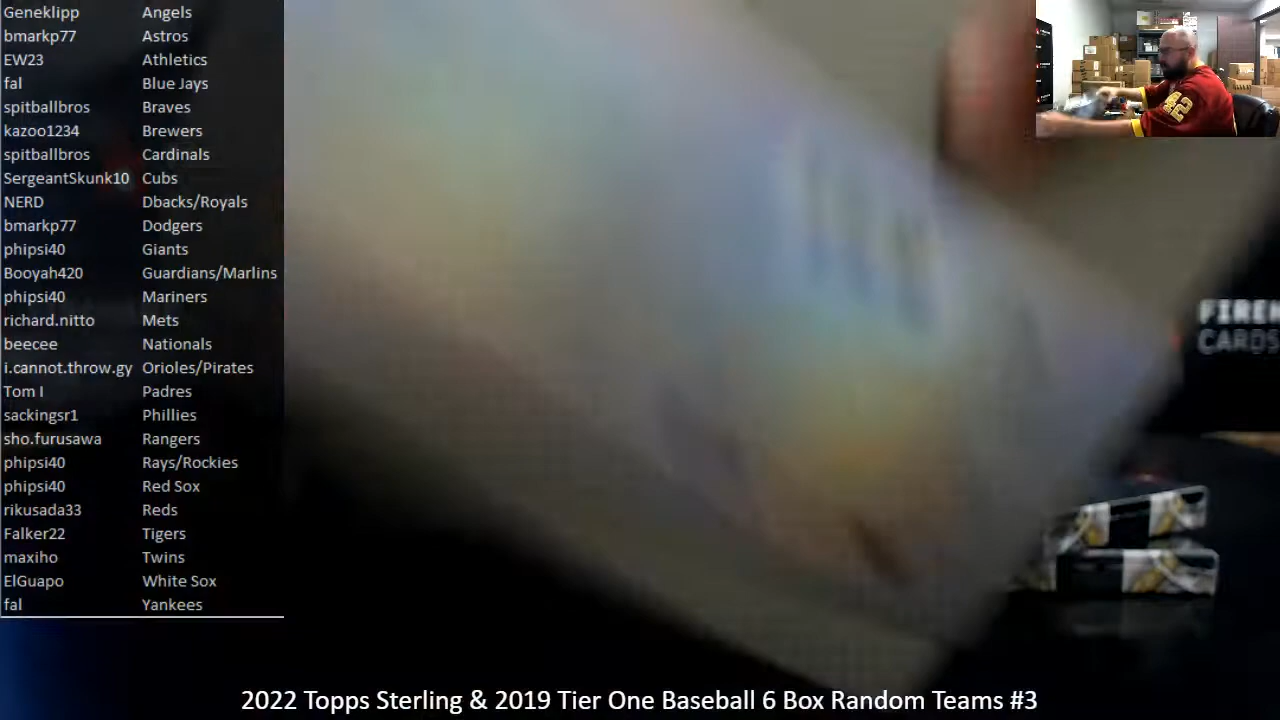 Geneklipp Angels
bmarkp77 Astros
EW23 Athletics
fal Blue Jays
spitballbros Braves
kazoo1234 Brewers
spitballbros Cardinals
SergeantSkunk10 Cubs
NERD Dbacks/Royals
bmarkp77 Dodgers
phipsi40 Giants
Booyah420 Guardians/Marlins
phipsi40 Mariners
richard.nitto Mets
beecee Nationals
i.cannot.throw.gy Orioles/Pirates
Tom I Padres
sackingsr1 Phillies
sho.furusawa Rangers
phipsi40 Rays/Rockies
phipsi40 Red Sox
rikusada33 Reds
Falker22 Tigers
maxiho Twins
ElGuapo White Sox
fal Yankees
CARDS
2022 Topps Sterling & 2019 Tier One Baseball 6 Box Random Teams #3